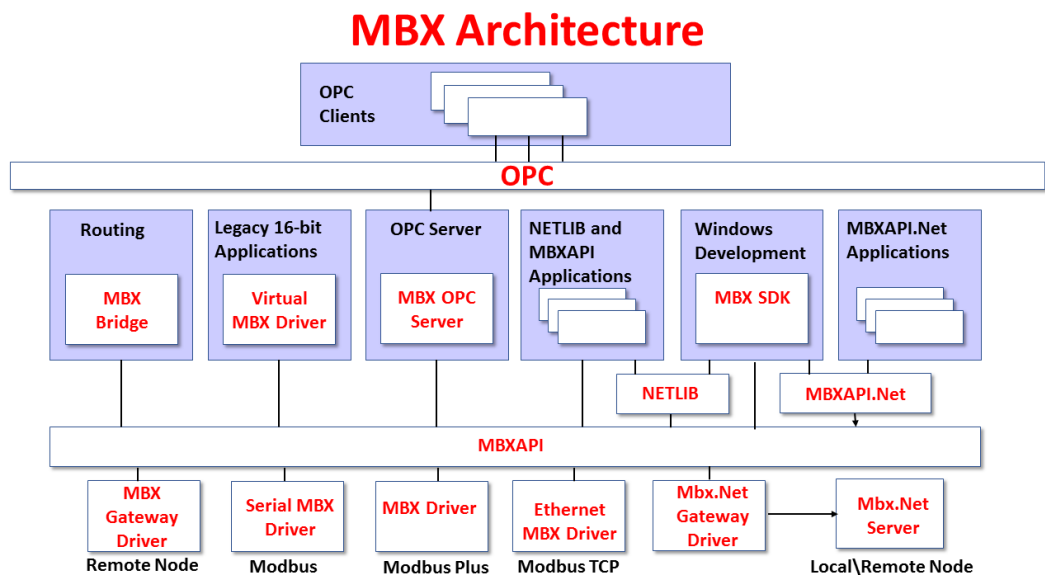 MBX Architecture
OPC
Clients
OPC
Routing
MBX
Bridge
Legacy 16-bit
Applications
Virtual
MBX Driver
OPC Server
MBX OPC
Server
NETLIB and
MBXAPI
Applications
Windows
Development
MBX SDK
MBXAPI.Net
Applications
NETLIB
MBXAPI.Net
MBXAPI
MBX
Gateway
Driver
Remote Node
Serial MBX
Driver
Modbus
MBX Driver
Modbus Plus
Ethernet
MBX Driver
Modbus TCP
Mbx.Net
Gateway
Driver
Mbx.Net
Server
Local\Remote Node